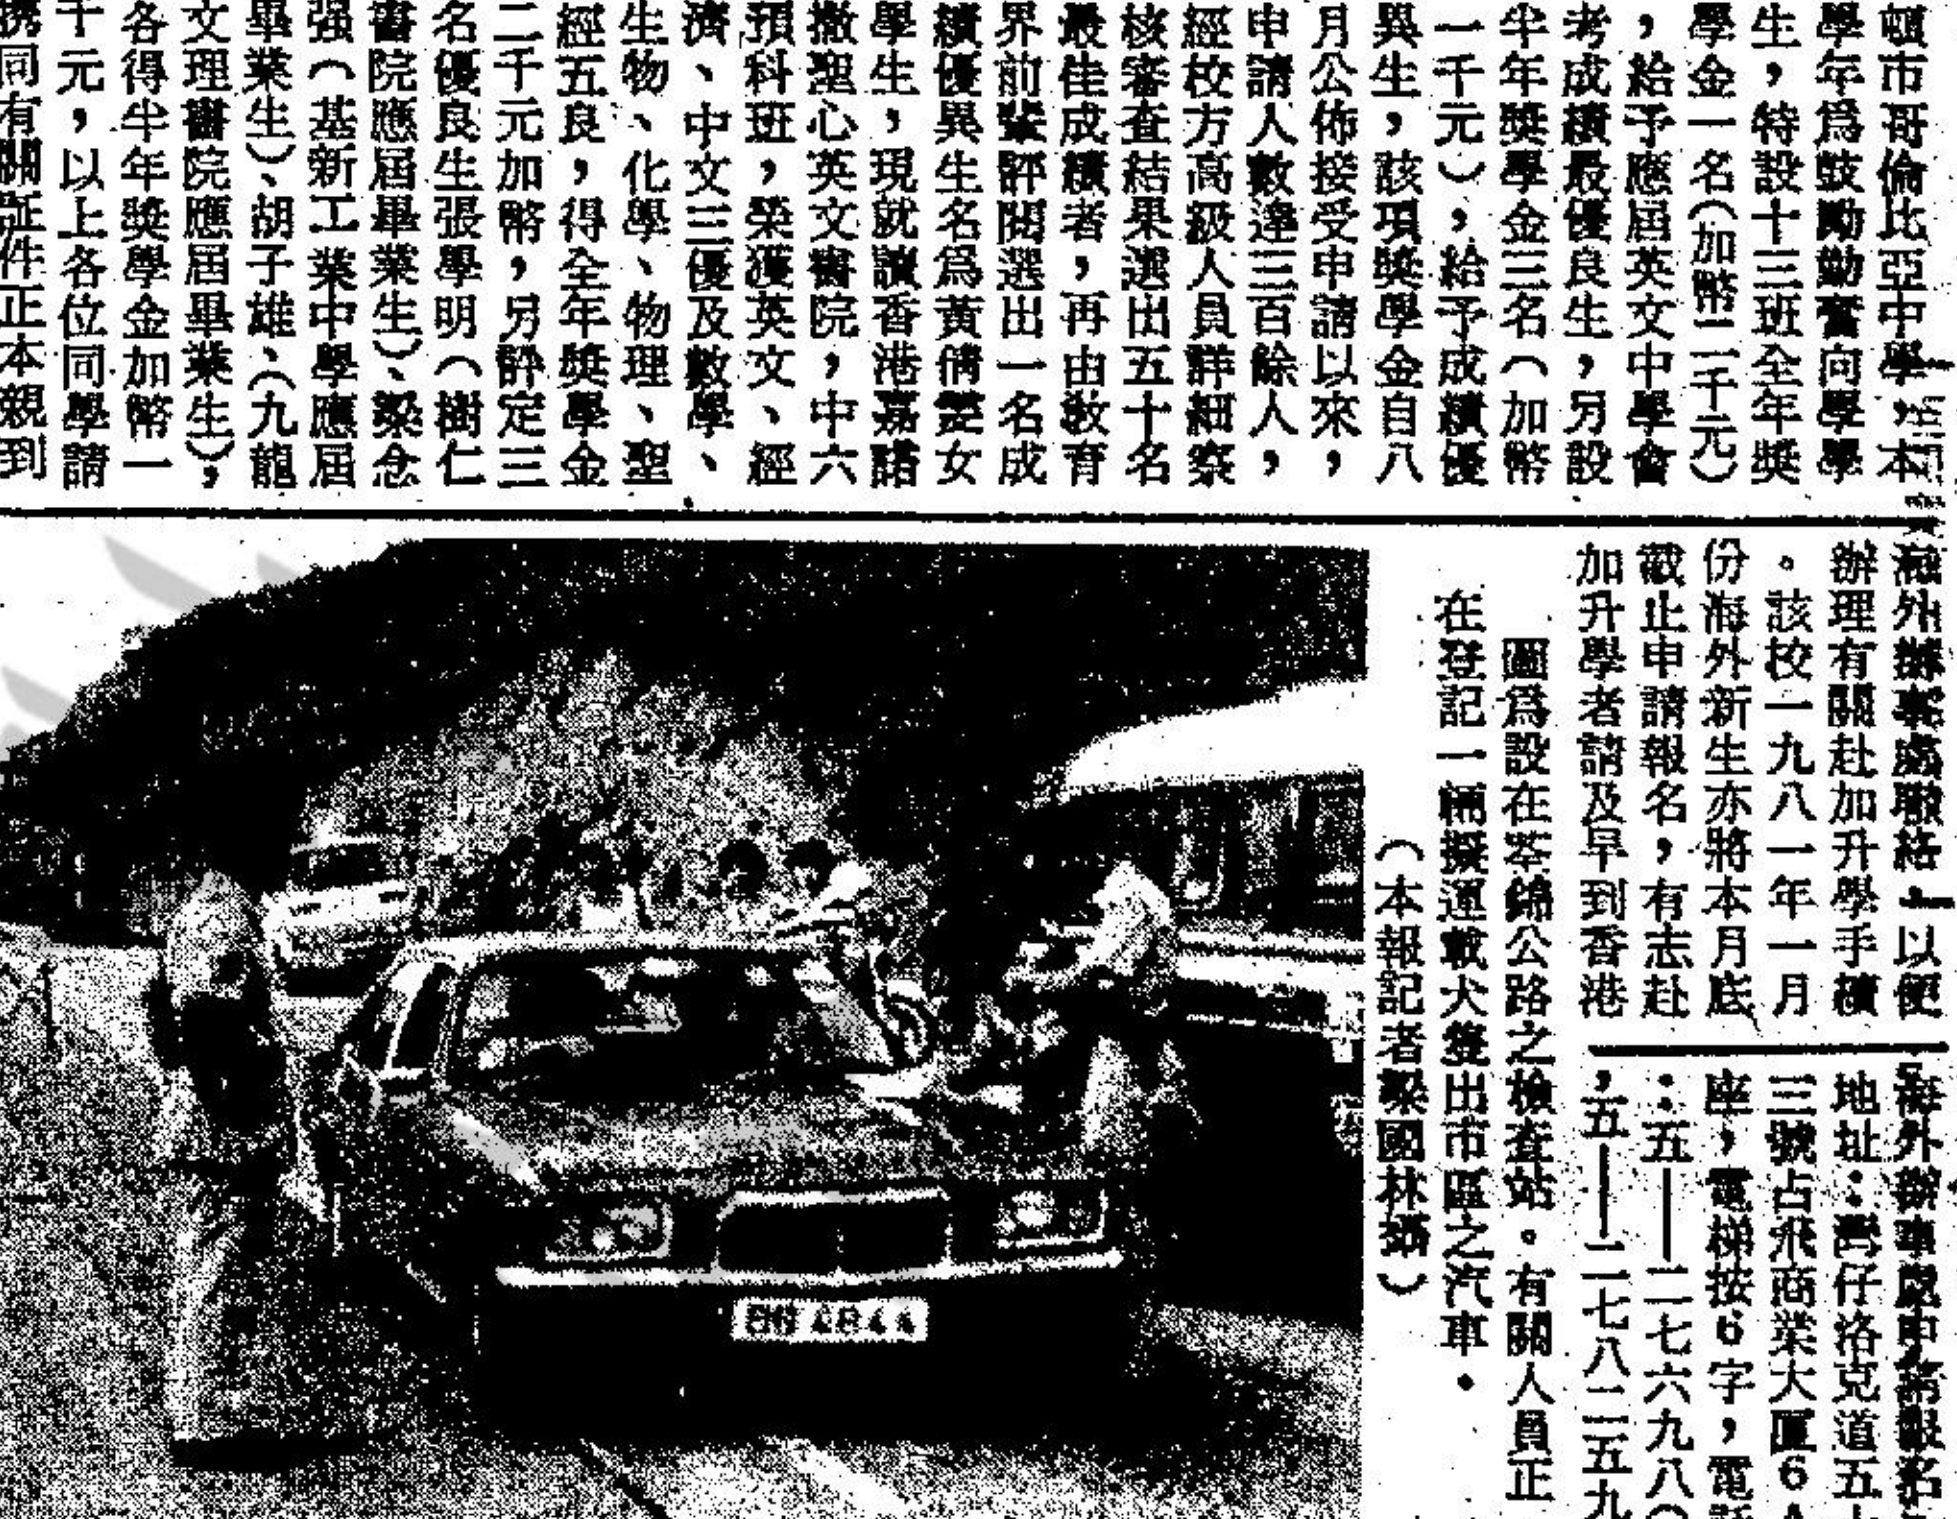 頓市哥倫比亞中學,本
學年爲鼓勵勤奮向學學
生,特設十三班全年獎
學金一名(加幣二千元)
,給予應屆英文中學會
考成績最優良生,另設
半年獎學金三名(加幣
一千元),給予成績優
異生,該項獎學金自八
月公佈接受申請以來,
申請人數達三百餘人,
經校方高級人員詳細察
核審查結果選出五十名
最佳成績者,再由教育
界前輩評閱選出一名成
績優異生名爲黃倩雯女
學生,現就讀香港嘉諾
撒聖心英文書院,中六
預科班,榮獲英文、經
濟、中文三優及數學、
生物、化學、物理、聖
經五良,得全年獎學金
二千元加幣,另評定三
名優良生張學明(樹仁
書院應屆畢業生)、梁念
强(基新工業中學應屆
畢業生)、胡子雄、(九龍
文理書院應屆畢業生),
各得半年獎學金加幣一
千元,以上各位同學請
携同有關証件正本親到
海外辦事處聯絡,以便
辦理有關赴加升學手續
。該校一九八一年一月
份海外新生亦將本月底
截止申請報名,有志赴
加升學者請及早到香港
海外辦事處申請報名
地址:灣仔洛克道五十
三號占飛商業大厦6A
座,電梯按6字,電話
:五——二七六九八
,五——二七八二五九
圖爲設在荃錦公路之檢查站。有關人員正
在登記一輛擬運載犬隻出市區之汽車。
(本報記者梁國林攝)
4844